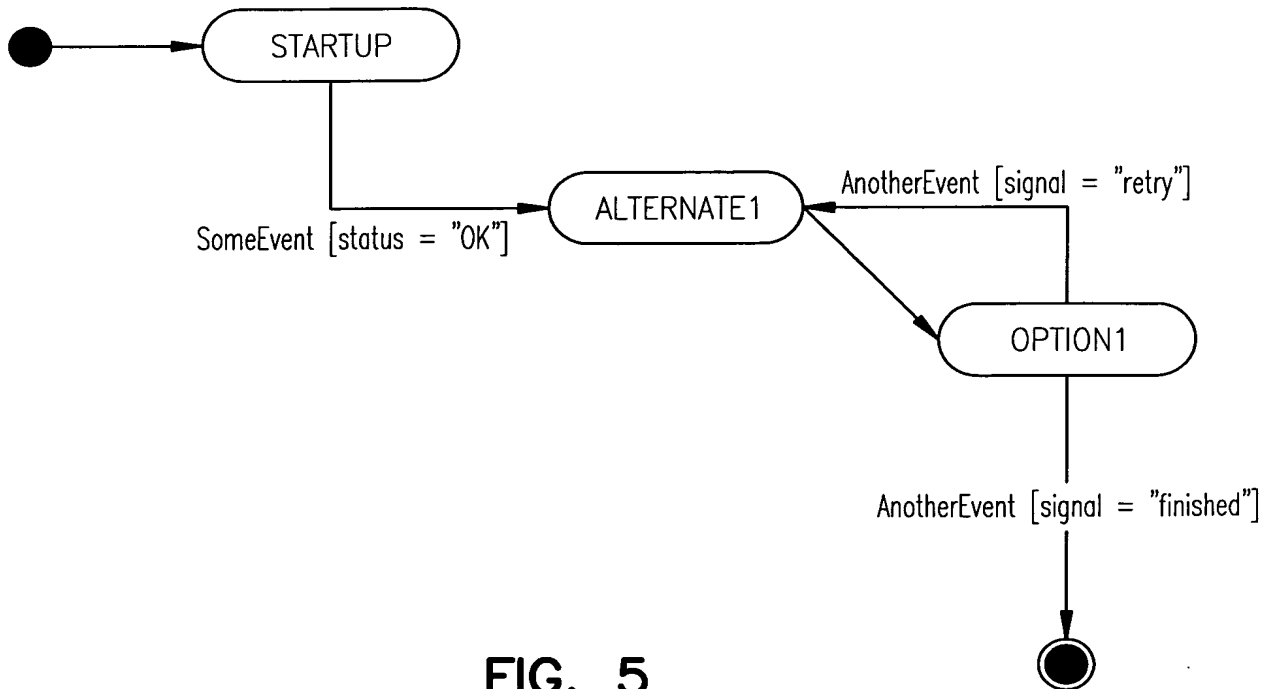 STARTUP
AnotherEvent [signal = "retry"]
ALTERNATE1
SomeEvent [status = "OK"]
OPTION1
AnotherEvent [signal = "finished"]
FIG. 5